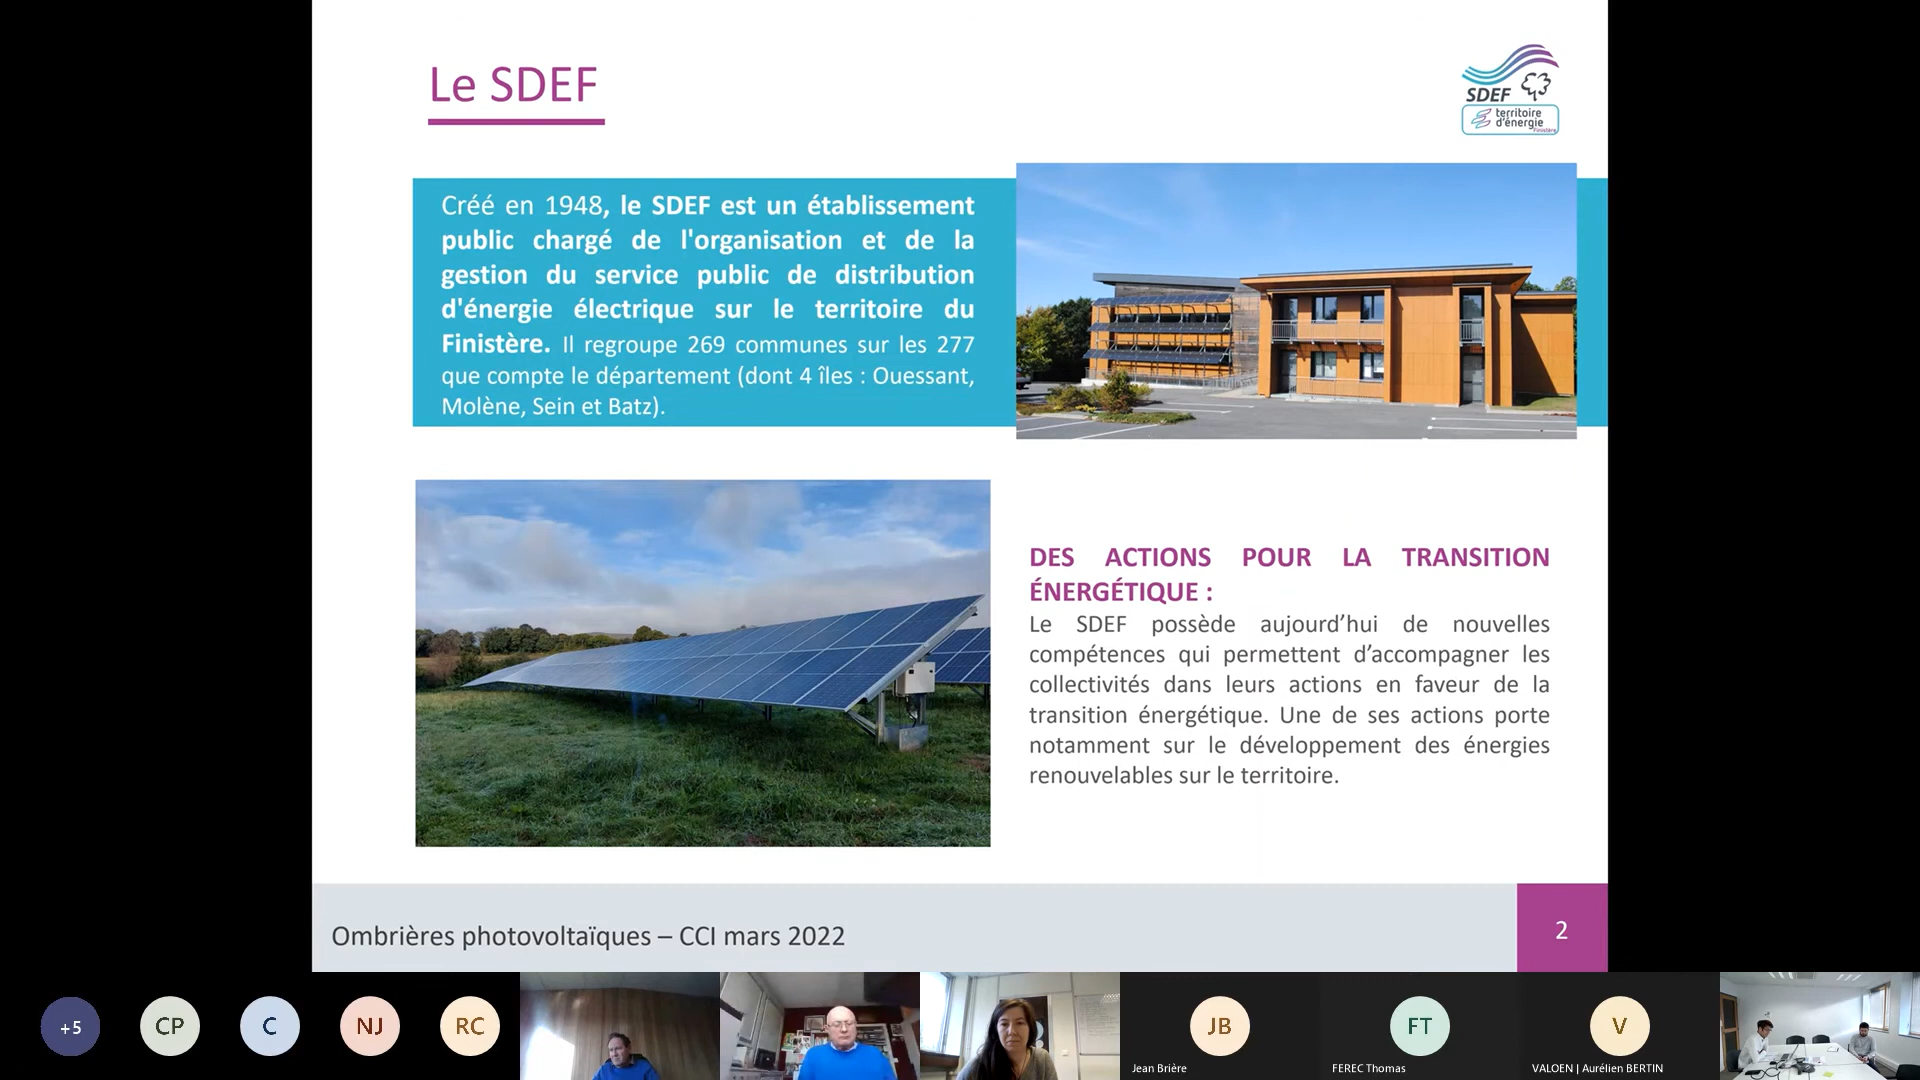 Le SDEF
SDEF
territoire
d'énergie
Finistère
Créé en 1948, le SDEF est un établissement
public chargé de l'organisation et de la
gestion du service public de distribution
d'énergie électrique sur le territoire du
Finistère. Il regroupe 269 communes sur les 277
que compte le département (dont 4 îles : Ouessant,
Molène, Sein et Batz).
DES ACTIONS POUR LA TRANSITION
ÉNERGÉTIQUE :
Le SDEF possède aujourd’hui de nouvelles
compétences qui permettent d’accompagner les
collectivités dans leurs actions en faveur de la
transition énergétique. Une de ses actions porte
notamment sur le développement des énergies
renouvelables sur le territoire.
Ombrières photovoltaïques – CCI mars 2022
2
+5
CP
C
NJ
RC
JB
FT
V
Jean Brière
FEREC Thomas
VALOEN | Aurélien BERTIN